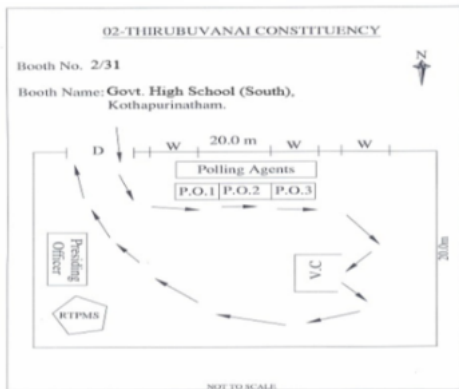 02-THIRUBUVANAI CONSTITUENCY
N
Booth No. 2/31
Booth Name: Govt. High School (South),
Kothapurinatham.
D W 20.0 m W W
Polling Agents
P.O.1 P.O.2 P.O.3
Presiding
Officer
V.C
20.0m
RTPMS
NOT TO SCALE